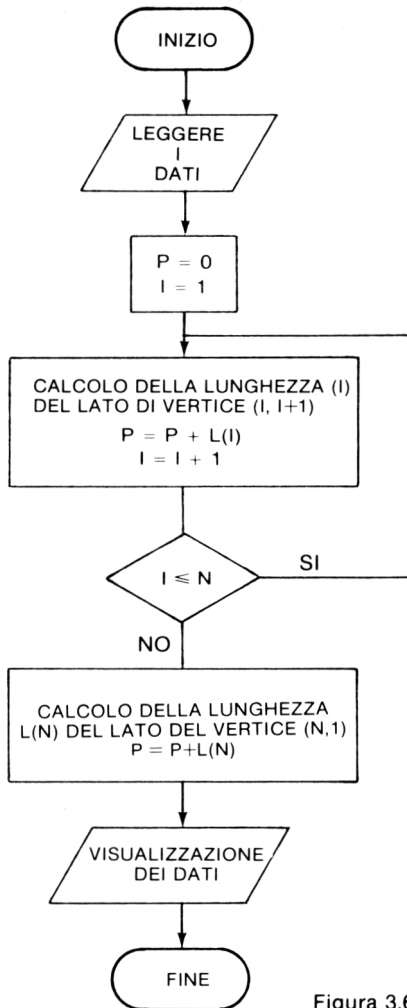 INIZIO
LEGGERE
I
DATI
P = 0
I = 1
CALCOLO DELLA LUNGHEZZA (I)
DEL LATO DI VERTICE (I, I+1)
P = P + L(I)
I = I + 1
I ≤ N
SI
NO
CALCOLO DELLA LUNGHEZZA
L(N) DEL LATO DEL VERTICE (N,1)
P = P+L(N)
VISUALIZZAZIONE
DEI DATI
FINE
Figura 3.6